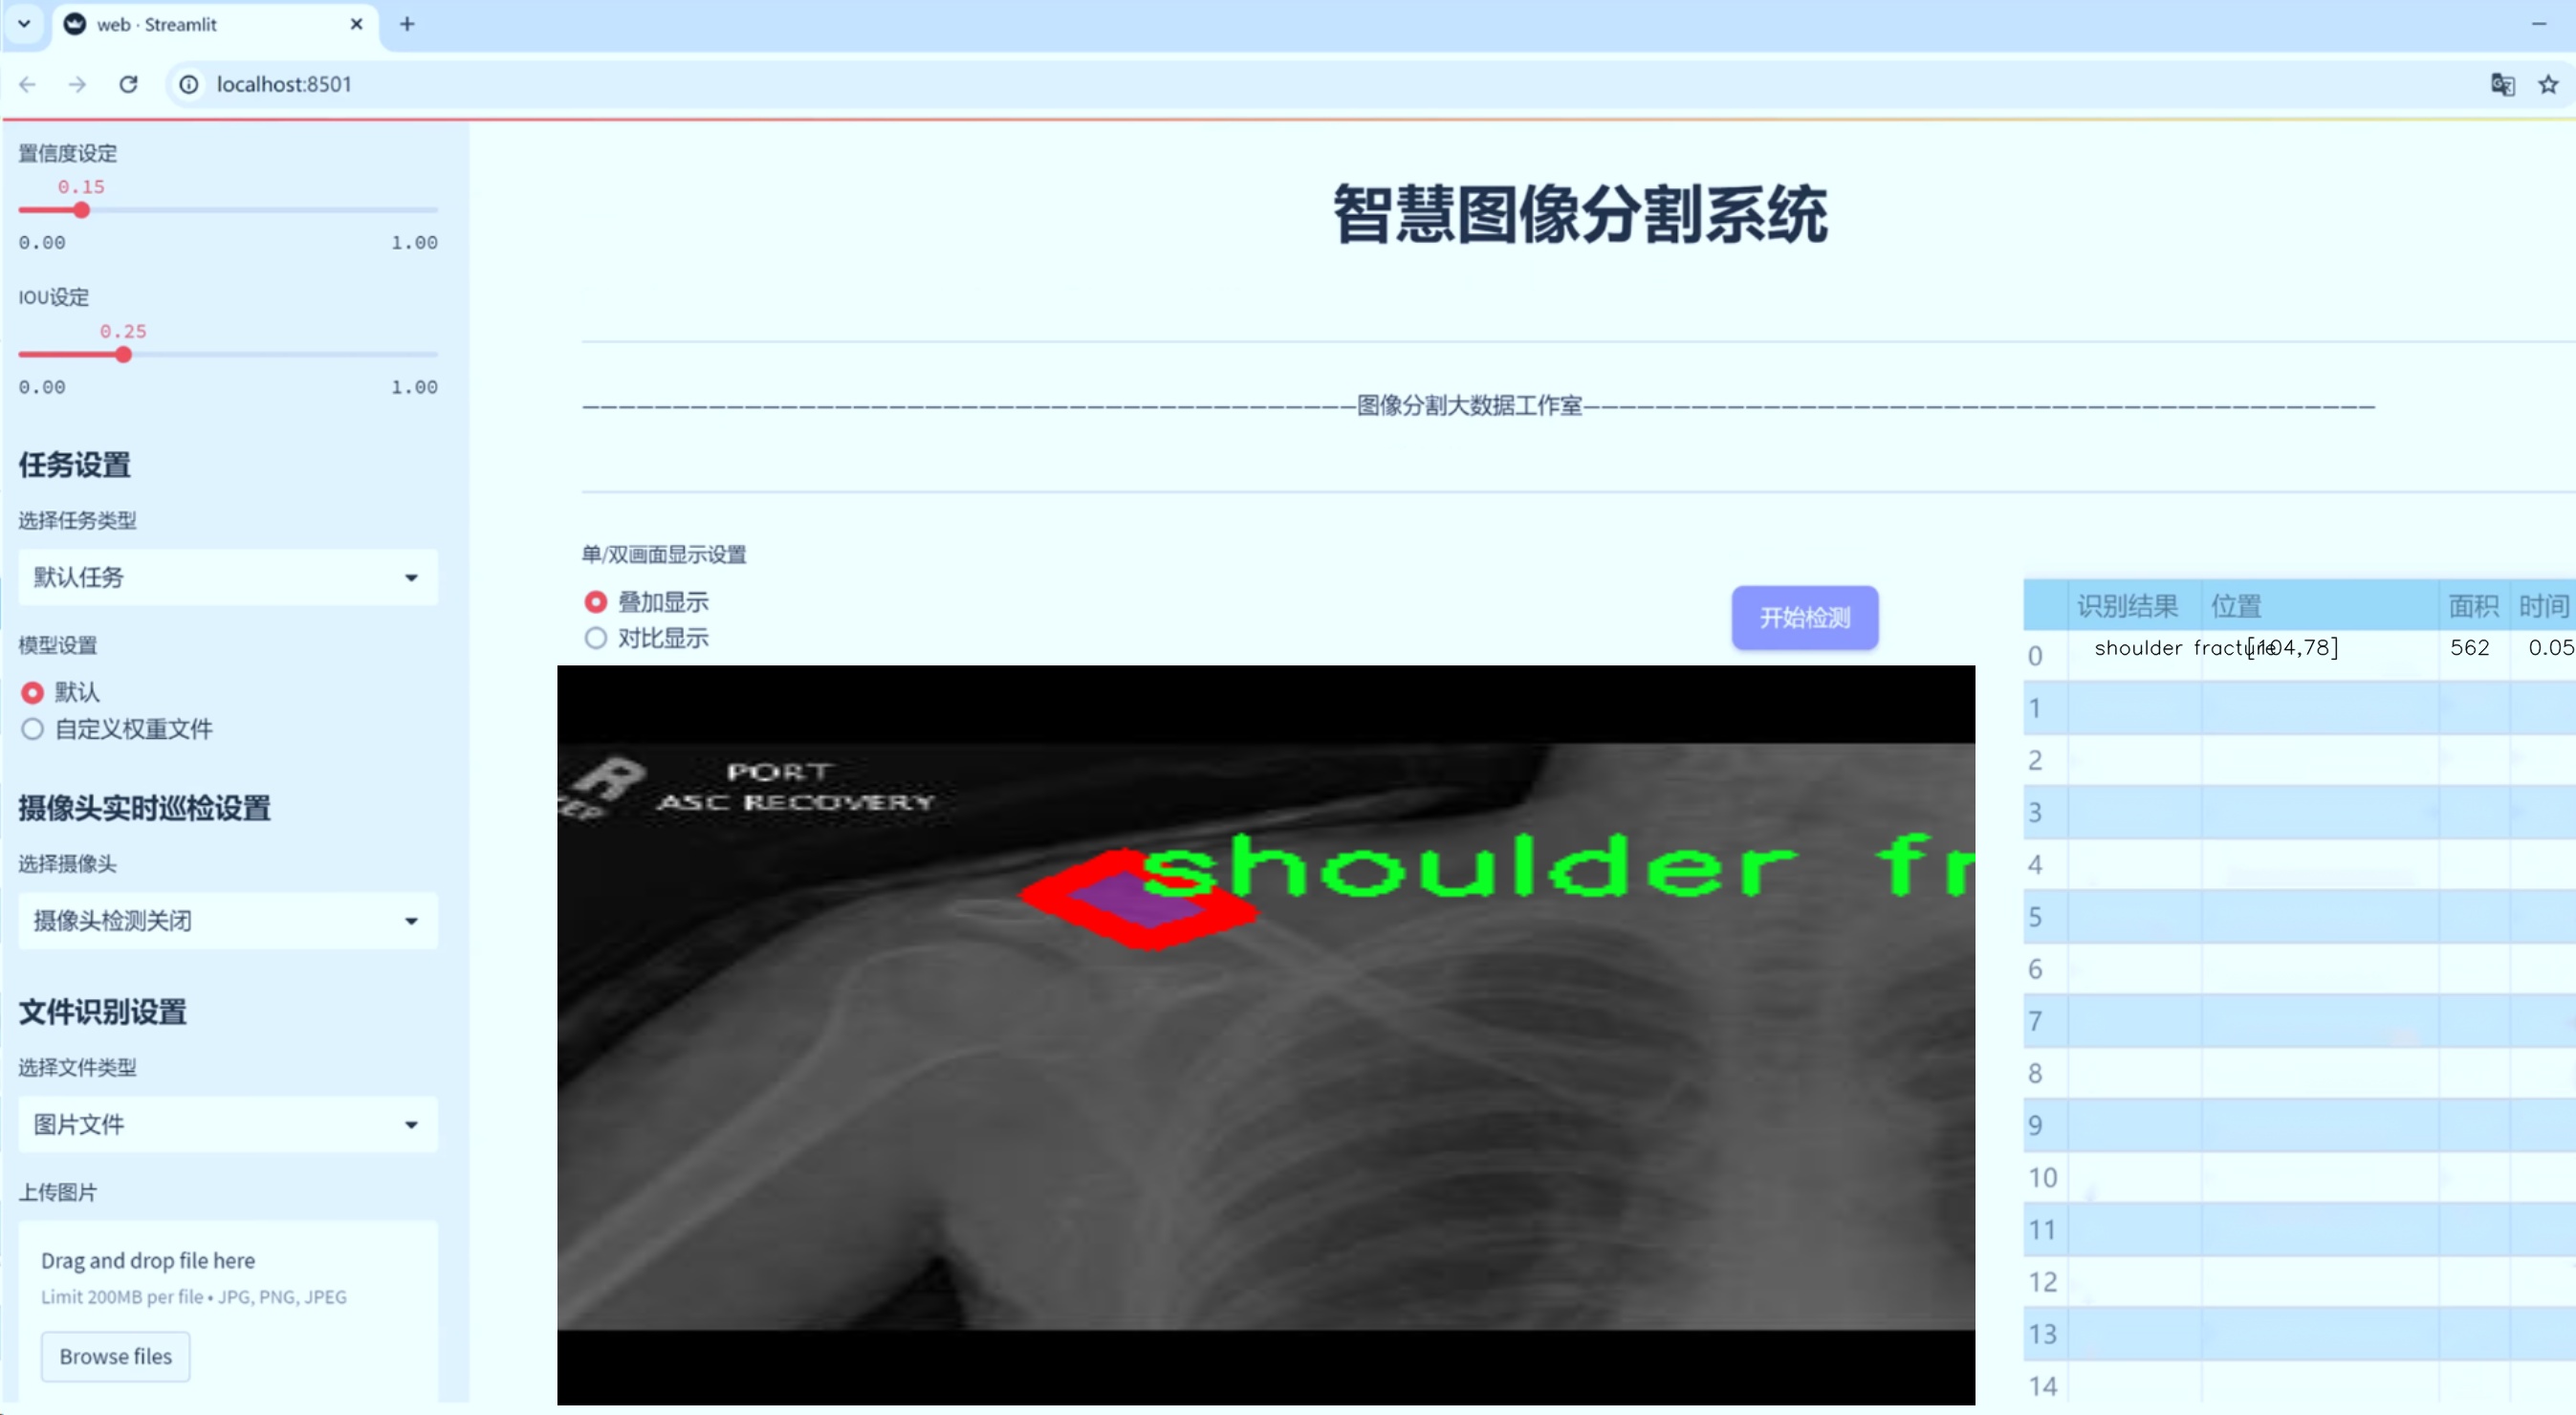 web · Streamlit
localhost:8501
置信度设定
0.15
0.00 1.00
IOU设定
0.25
0.00 1.00
任务设置
选择任务类型
默认任务
模型设置
默认
自定义权重文件
摄像头实时巡检设置
选择摄像头
摄像头检测关闭
文件识别设置
选择文件类型
图片文件
上传图片
Drag and drop file here
Limit 200MB per file • JPG, PNG, JPEG
Browse files
智慧图像分割系统
图像分割大数据工作室
单/双画面显示设置
叠加显示
对比显示
开始检测
R
PORT
ASC RECOVERY
shoulder fr
识别结果 位置 面积 时间
0 shoulder fracture [104,78] 562 0.05
1
2
3
4
5
6
7
8
9
10
11
12
13
14